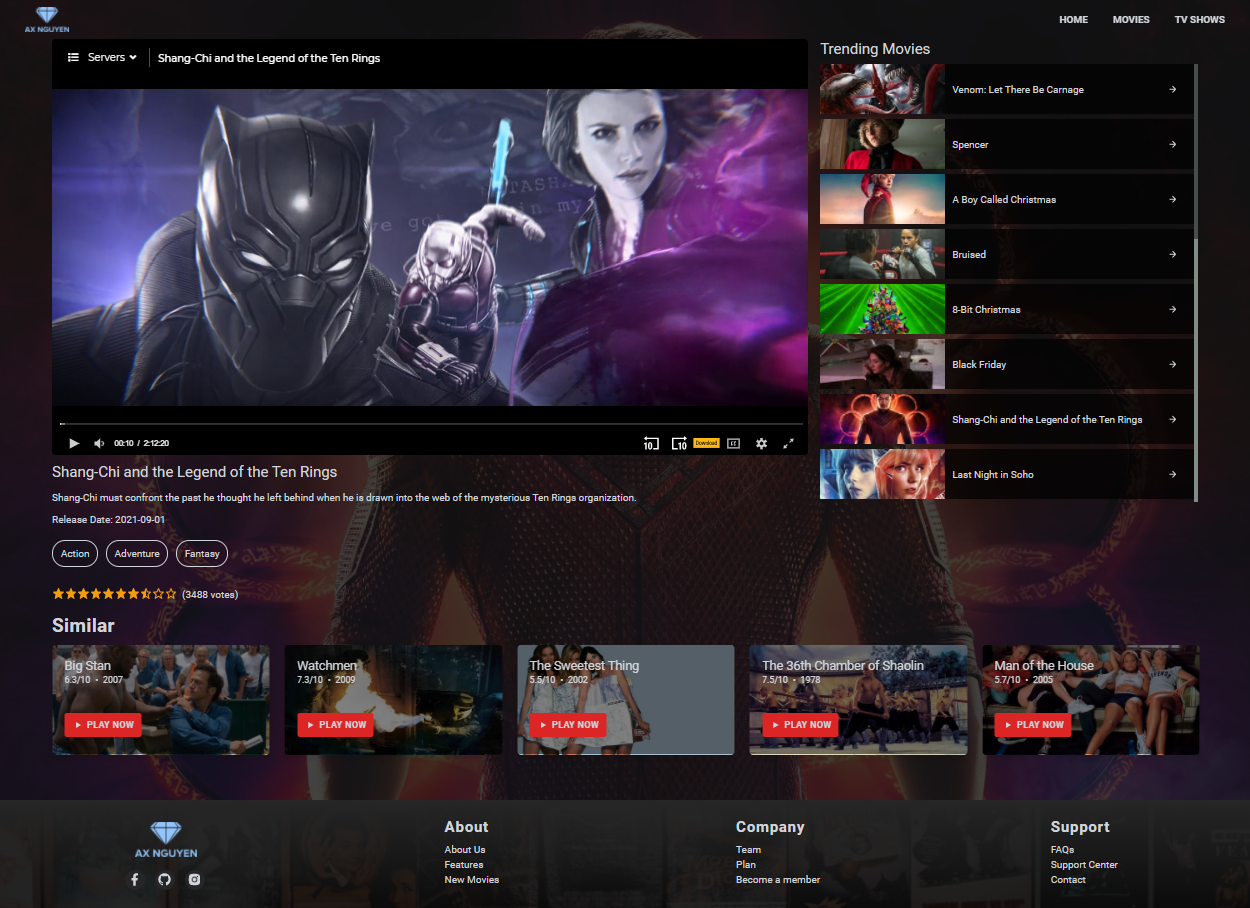 AX NGUYEN
HOME MOVIES TV SHOWS
Servers
Shang-Chi and the Legend of the Ten Rings
TASHA
we go
in my
00:10 / 2:12:20
10
10
Download
CC
Shang-Chi and the Legend of the Ten Rings
Shang-Chi must confront the past he thought he left behind when he is drawn into the web of the mysterious Ten Rings organization.
Release Date: 2021-09-01
Action Adventure Fantasy
(3488 votes)
Trending Movies
Venom: Let There Be Carnage
Spencer
A Boy Called Christmas
Bruised
8-Bit Christmas
Black Friday
Shang-Chi and the Legend of the Ten Rings
Last Night in Soho
Similar
Big Stan
6.3/10 • 2007
PLAY NOW
Watchmen
7.3/10 • 2009
PLAY NOW
The Sweetest Thing
5.5/10 • 2002
PLAY NOW
The 36th Chamber of Shaolin
7.5/10 • 1978
PLAY NOW
Man of the House
5.7/10 • 2005
PLAY NOW
AX NGUYEN
About
About Us
Features
New Movies
Company
Team
Plan
Become a member
Support
FAQs
Support Center
Contact